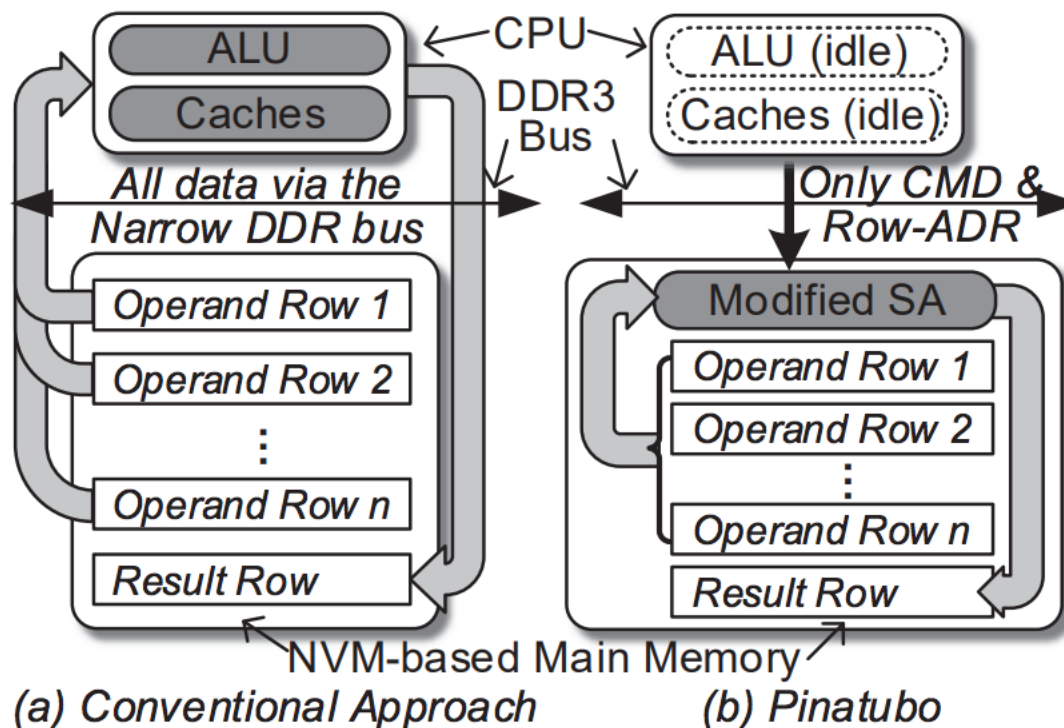 ALU
Caches
CPU
DDR3
Bus
ALU (idle)
Caches (idle)
All data via the
Narrow DDR bus
Only CMD &
Row-ADR
Operand Row 1
Operand Row 2
⋮
Operand Row n
Result Row
Modified SA
Operand Row 1
Operand Row 2
⋮
Operand Row n
Result Row
NVM-based Main Memory
(a) Conventional Approach
(b) Pinatubo